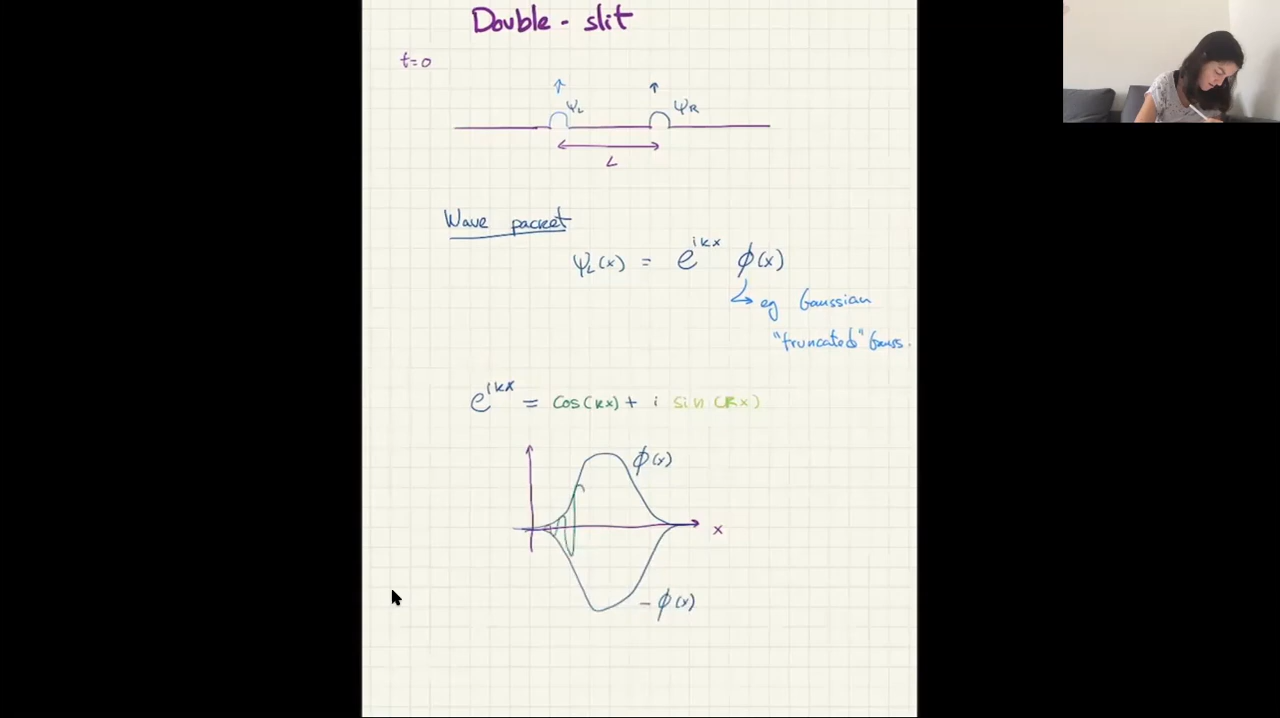 Double - slit
t=0
ψL ψR
L
Wave packet
ψL(x) = e^{ikx} ϕ(x)
↳ eg Gaussian
"truncated" Gauss.
e^{ikx} = cos(kx) + i sin(kx)
ϕ(x)
x
-ϕ(x)